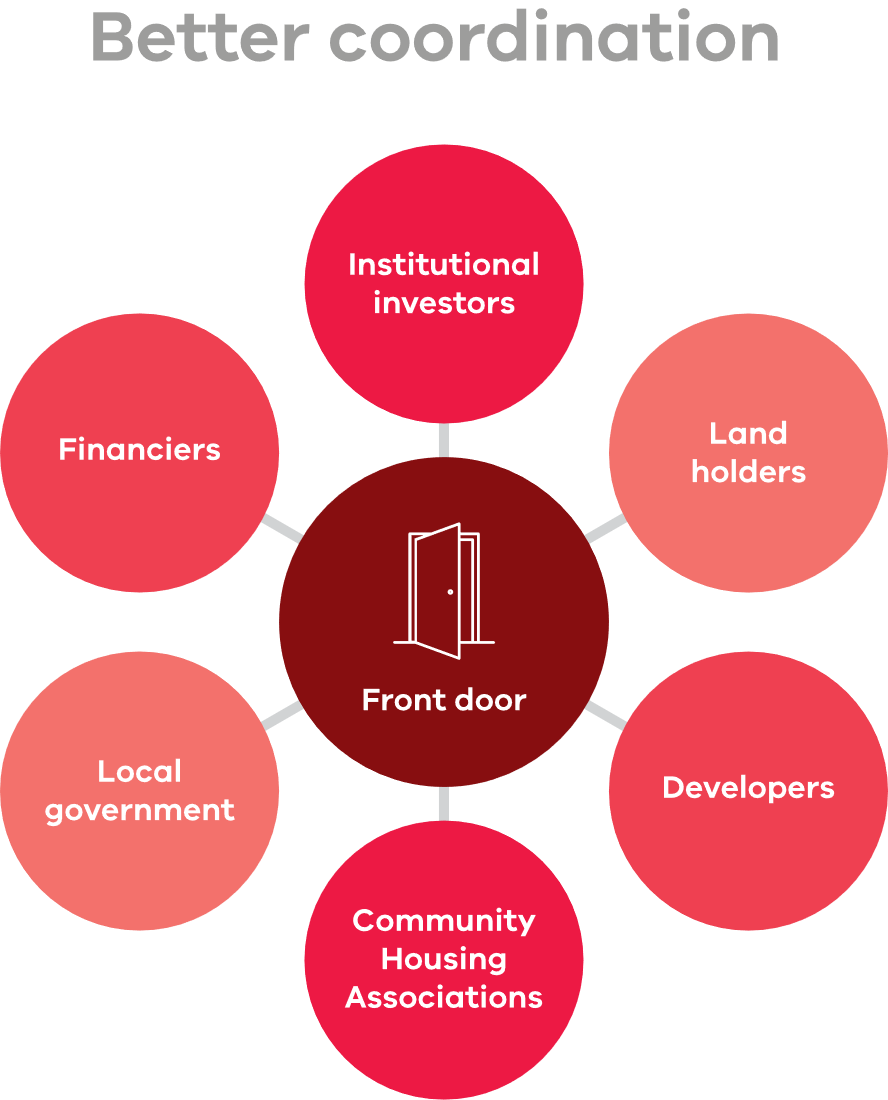 Better coordination
Institutional
investors
Land
holders
Developers
Community
Housing
Associations
Local
government
Financiers
Front door